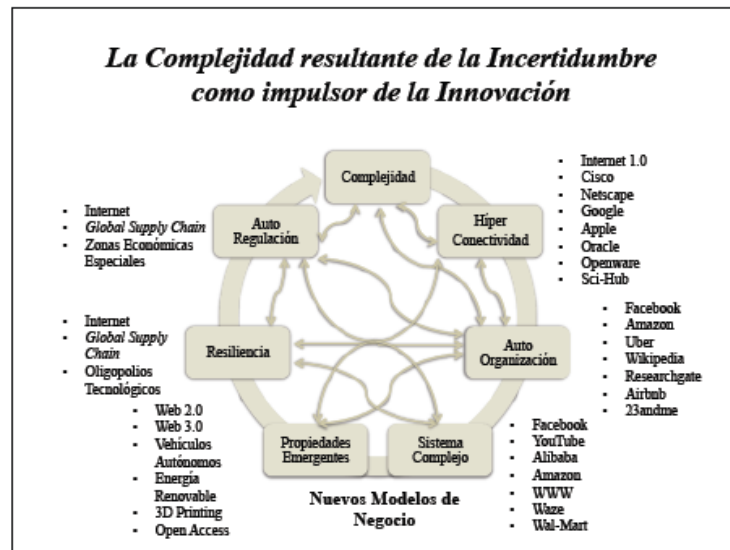 La Complejidad resultante de la Incertidumbre
como impulsor de la Innovación
Complejidad
Híper
Conectividad
▪ Internet 1.0
▪ Cisco
▪ Netscape
▪ Google
▪ Apple
▪ Oracle
▪ Openware
▪ Sci-Hub
Auto
Organización
▪ Facebook
▪ Amazon
▪ Uber
▪ Wikipedia
▪ Researchgate
▪ Airbnb
▪ 23andme
Sistema
Complejo
▪ Facebook
▪ YouTube
▪ Alibaba
▪ Amazon
▪ WWW
▪ Waze
▪ Wal-Mart
Propiedades
Emergentes
▪ Web 2.0
▪ Web 3.0
▪ Vehículos
Autónomos
▪ Energía
Renovable
▪ 3D Printing
▪ Open Access
Resiliencia
▪ Internet
▪ Global Supply
Chain
▪ Oligopolios
Tecnológicos
Auto
Regulación
▪ Internet
▪ Global Supply Chain
▪ Zonas Económicas
Especiales
Nuevos Modelos de
Negocio